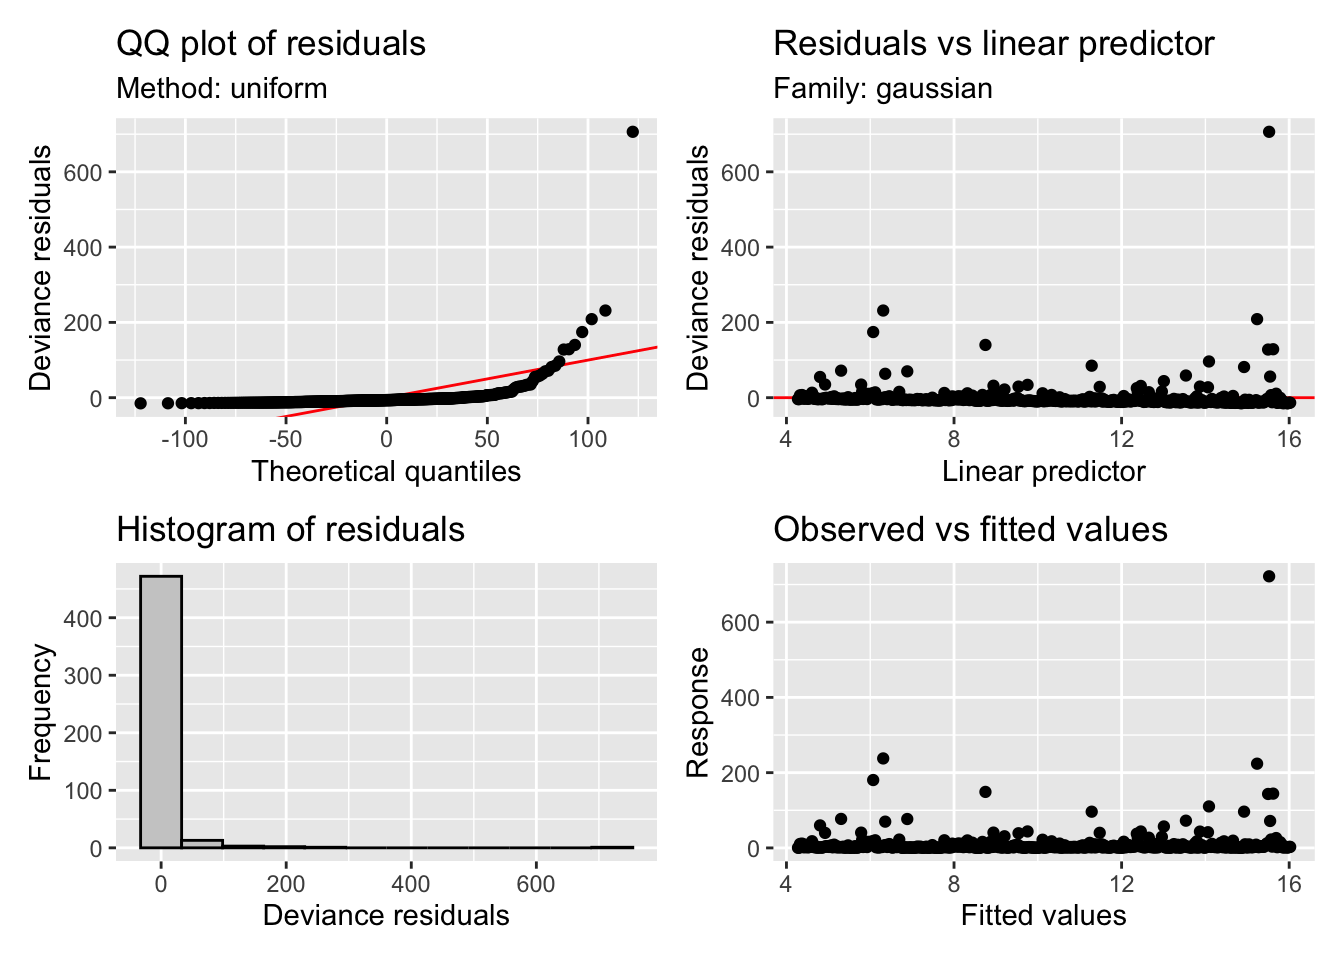 QQ plot of residuals
Method: uniform
Deviance residuals
600
400
200
0
-100 -50 0 50 100
Theoretical quantiles
Residuals vs linear predictor
Family: gaussian
Deviance residuals
600
400
200
0
4 8 12 16
Linear predictor
Histogram of residuals
Frequency
400
300
200
100
0
0 200 400 600
Deviance residuals
Observed vs fitted values
Response
600
400
200
0
4 8 12 16
Fitted values